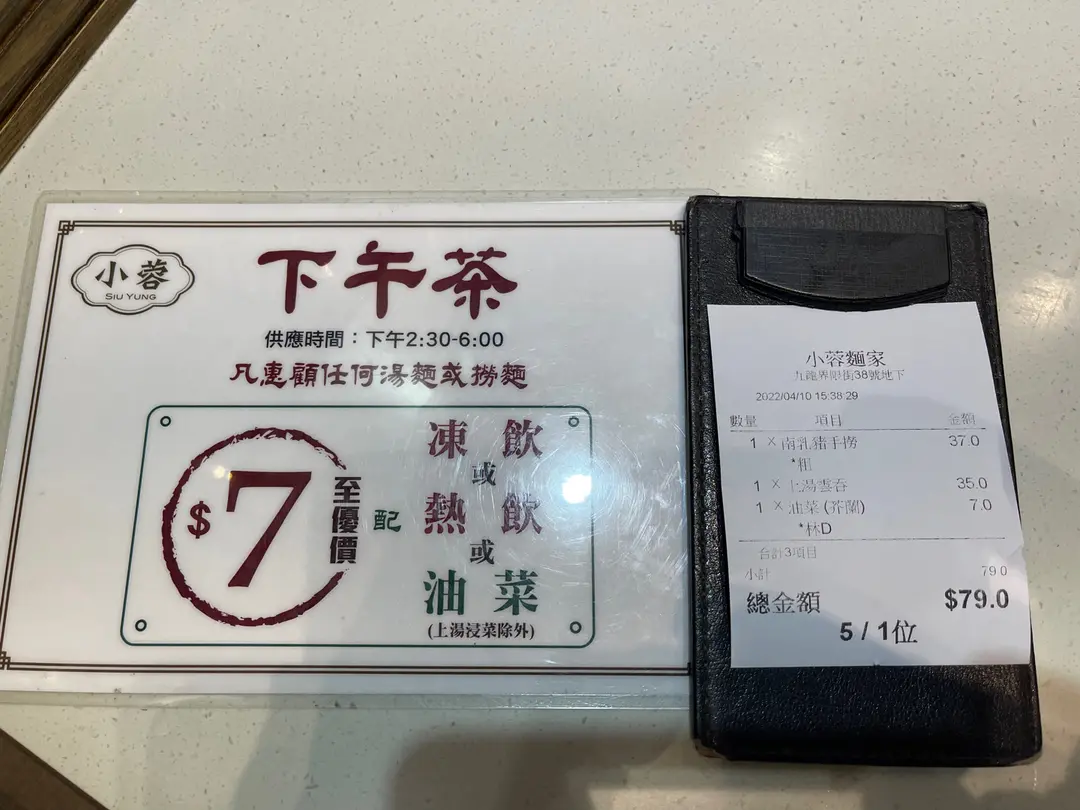 小蓉
SIU YUNG
下午茶
供應時間：下午2:30-6:00
凡惠顧任何湯麵或撈麵
$7
至優價
配
凍飲
或
熱飲
或
油菜
(上湯浸菜除外)
小蓉麵家
九龍界限街38號地下
2022/04/10 15:38:29
數量 項目 金額
1 × 南乳豬手撈 37.0
*粗
1 × 上湯雲吞 35.0
1 × 油菜 (芥蘭) 7.0
*林D
合計3項目
小計 79.0
總金額 $79.0
5 / 1位